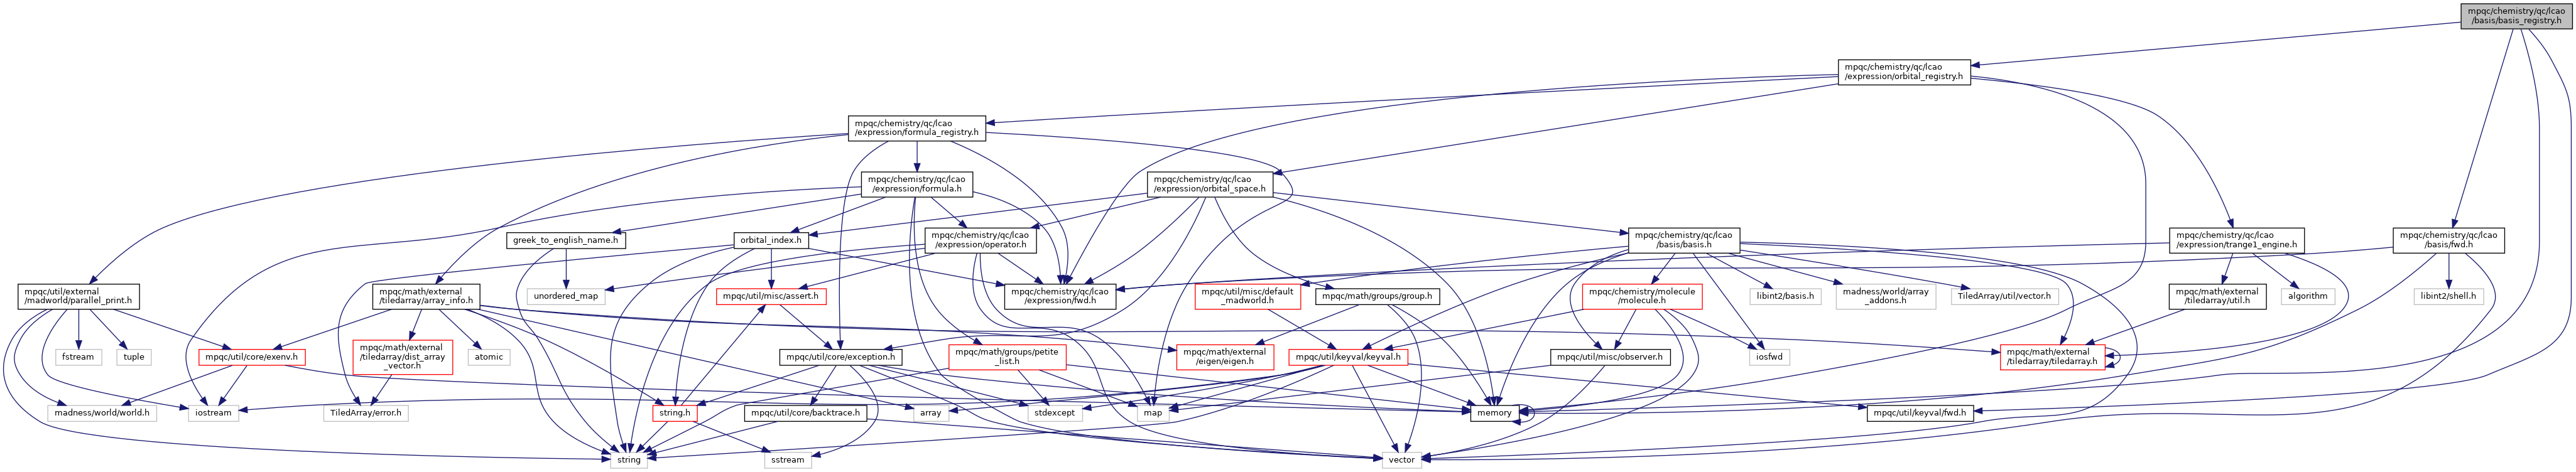 mpqc/chemistry/qc/lcao
/basis/basis_registry.h
mpqc/chemistry/qc/lcao
/expression/orbital_registry.h
mpqc/chemistry/qc/lcao
/expression/formula_registry.h
mpqc/chemistry/qc/lcao
/expression/formula.h
mpqc/chemistry/qc/lcao
/expression/orbital_space.h
greek_to_english_name.h
orbital_index.h
mpqc/chemistry/qc/lcao
/expression/operator.h
mpqc/chemistry/qc/lcao
/basis/basis.h
mpqc/chemistry/qc/lcao
/expression/trange1_engine.h
mpqc/chemistry/qc/lcao
/basis/fwd.h
mpqc/util/external
/madworld/parallel_print.h
mpqc/math/external
/tiledarray/array_info.h
unordered_map
mpqc/util/misc/assert.h
mpqc/chemistry/qc/lcao
/expression/fwd.h
mpqc/util/misc/default
_madworld.h
mpqc/math/groups/group.h
mpqc/chemistry/molecule
/molecule.h
libint2/basis.h
madness/world/array
_addons.h
TiledArray/util/vector.h
mpqc/math/external
/tiledarray/util.h
algorithm
libint2/shell.h
fstream
tuple
mpqc/util/core/exenv.h
mpqc/math/external
/tiledarray/dist_array
_vector.h
atomic
mpqc/util/core/exception.h
mpqc/math/groups/petite
_list.h
mpqc/math/external
/eigen/eigen.h
mpqc/util/keyval/keyval.h
mpqc/util/misc/observer.h
iosfwd
mpqc/math/external
/tiledarray/tiledarray.h
madness/world/world.h
iostream
TiledArray/error.h
string.h
mpqc/util/core/backtrace.h
array
stdexcept
map
memory
mpqc/util/keyval/fwd.h
string
sstream
vector